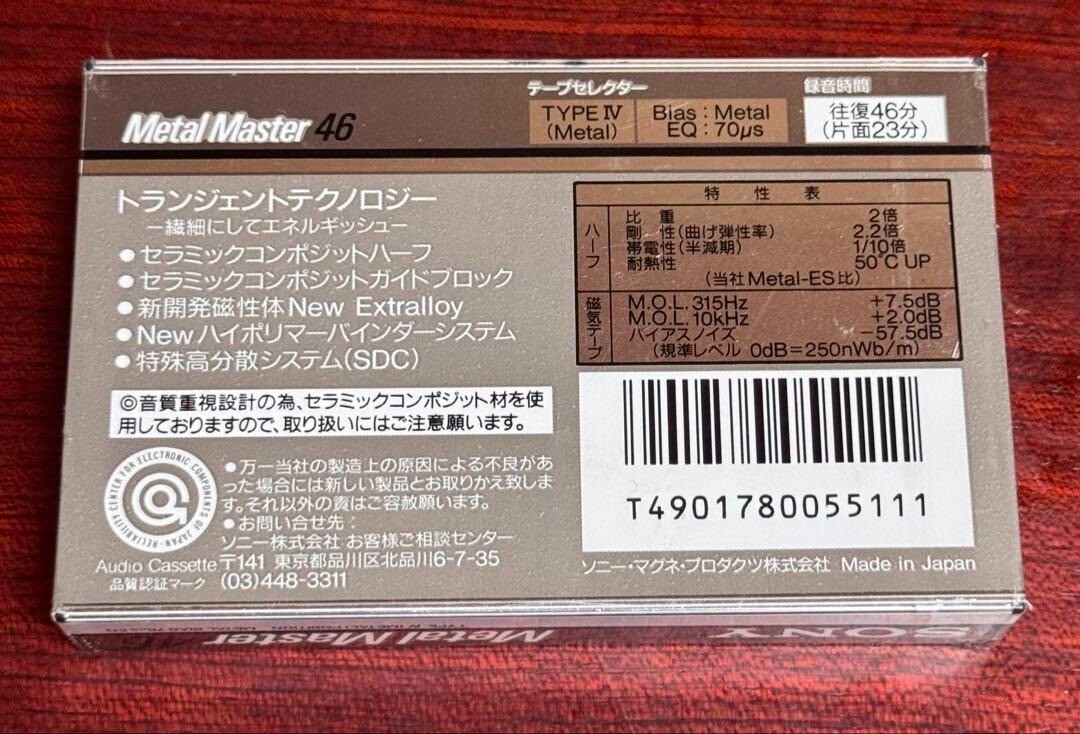 Metal Master 46
テープセレクター
TYPE IV
(Metal)
Bias : Metal
EQ : 70μs
録音時間
往復46分
(片面23分)
トランジェントテクノロジー
―繊細にしてエネルギッシュ―
●セラミックコンポジットハーフ
●セラミックコンポジットガイドブロック
●新開発磁性体New Extralloy
●Newハイポリマーバインダーシステム
●特殊高分散システム(SDC)
◎音質重視設計の為、セラミックコンポジット材を使
用しておりますので、取り扱いにはご注意願います。
RELIABILITY CENTER FOR ELECTRONIC COMPONENTS OF JAPAN
Audio Cassette
品質認証マーク
●万一当社の製造上の原因による不良があ
った場合には新しい製品とお取りかえ致しま
す。それ以外の責はご容赦願います。
●お問い合せ先：
ソニー株式会社 お客様ご相談センター
〒141 東京都品川区北品川6-7-35
(03)448-3311
特性表
ハーフ
比重 2倍
剛性(曲げ弾性率) 2.2倍
帯電性(半減期) 1/10倍
耐熱性 50°C UP
(当社Metal-ES比)
磁気テープ
M.O.L. 315Hz +7.5dB
M.O.L. 10kHz +2.0dB
バイアスノイズ −57.5dB
(規準レベル 0dB=250nWb/m)
T4901780055111
ソニー・マグネ・プロダクツ株式会社 Made in Japan
Metal Master
SONY